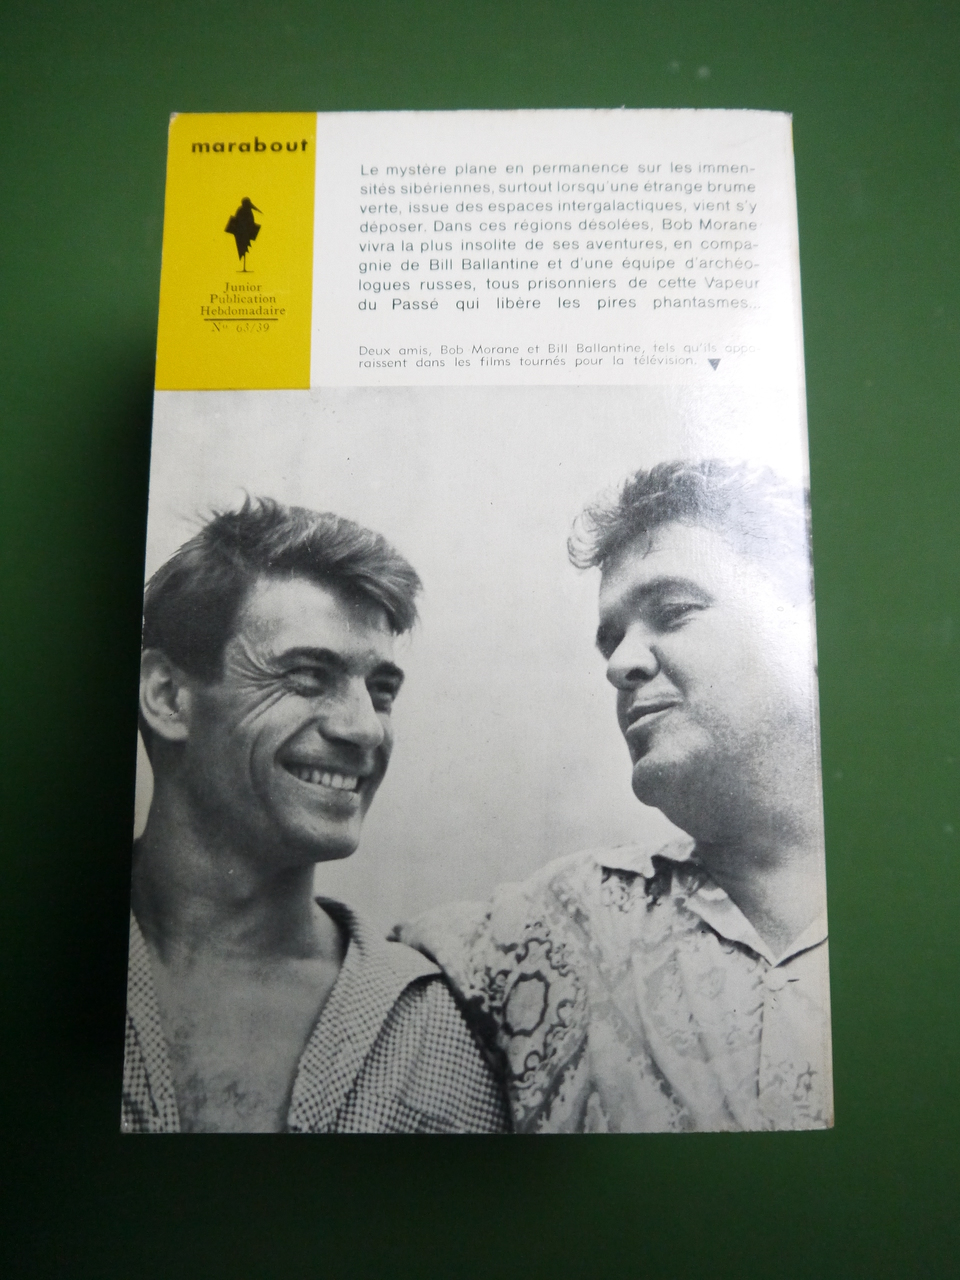 marabout
Junior
Publication
Hebdomadaire
No 63/39
Le mystère plane en permanence sur les immen-
sités sibériennes, surtout lorsqu'une étrange brume
verte, issue des espaces intergalactiques, vient s'y
déposer. Dans ces régions désolées, Bob Morane
vivra la plus insolite de ses aventures, en compa-
gnie de Bill Ballantine et d'une équipe d'archéo-
logues russes, tous prisonniers de cette Vapeur
du Passé qui libère les pires phantasmes...
Deux amis, Bob Morane et Bill Ballantine, tels qu'ils appa-
raissent dans les films tournés pour la télévision.